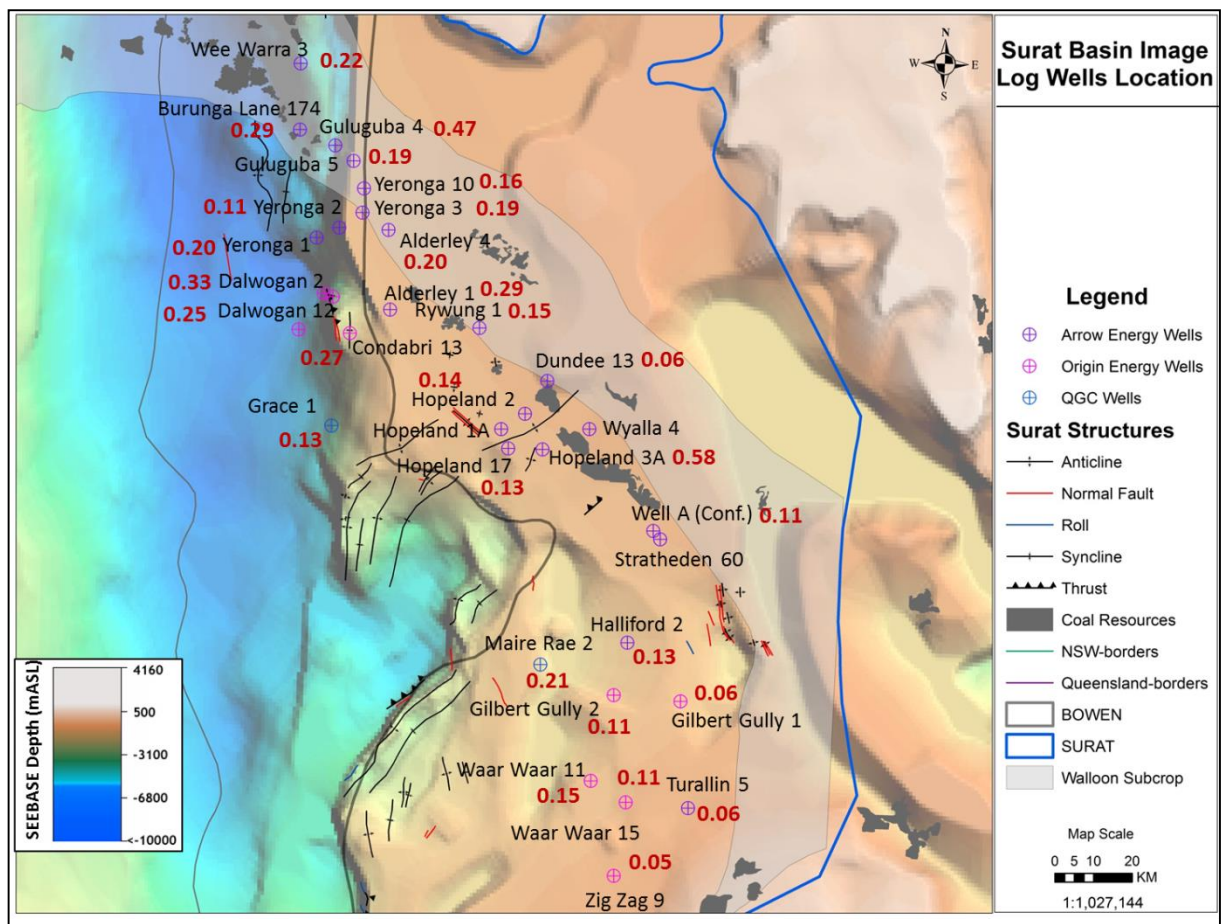 Surat Basin Image
Log Wells Location
N
W E
S
Wee Warra 3
0.22
Burunga Lane 174
0.29
Guluguba 4 0.47
0.19
Guluguba 5
Yeronga 10 0.16
0.11 Yeronga 2
Yeronga 3 0.19
0.20 Yeronga 1
Alderley 4
0.20
0.33 Dalwogan 2
Alderley 1 0.29
0.25 Dalwogan 12
Rywung 1 0.15
0.27 Condabri 13
Dundee 13 0.06
0.14
Hopeland 2
Grace 1
0.13
Hopeland 1A
Wyalla 4
Hopeland 17
0.13
Hopeland 3A 0.58
Well A (Conf.) 0.11
Stratheden 60
Halliford 2
0.13
Maire Rae 2
0.21
Gilbert Gully 2
0.11
0.06
Gilbert Gully 1
Waar Waar 11
0.15
0.11
Waar Waar 15
Turallin 5
0.06
0.05
Zig Zag 9
SEEBASE Depth (mASL)
4160
500
-3100
-6800
<-10000
Legend
Arrow Energy Wells
Origin Energy Wells
QGC Wells
Surat Structures
Anticline
Normal Fault
Roll
Syncline
Thrust
Coal Resources
NSW-borders
Queensland-borders
BOWEN
SURAT
Walloon Subcrop
Map Scale
0 5 10 20
KM
1:1,027,144